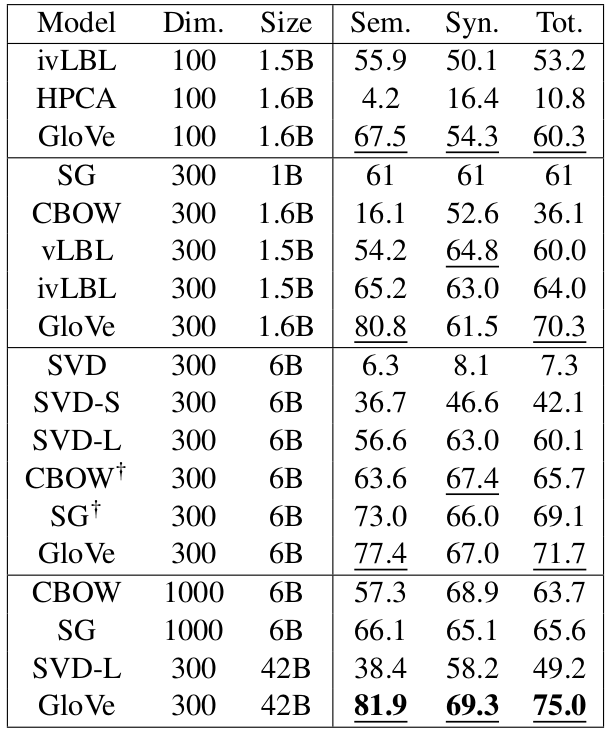 Model Dim. Size Sem. Syn. Tot.
ivLBL 100 1.5B 55.9 50.1 53.2
HPCA 100 1.6B 4.2 16.4 10.8
GloVe 100 1.6B 67.5 54.3 60.3
SG 300 1B 61 61 61
CBOW 300 1.6B 16.1 52.6 36.1
vLBL 300 1.5B 54.2 64.8 60.0
ivLBL 300 1.5B 65.2 63.0 64.0
GloVe 300 1.6B 80.8 61.5 70.3
SVD 300 6B 6.3 8.1 7.3
SVD-S 300 6B 36.7 46.6 42.1
SVD-L 300 6B 56.6 63.0 60.1
CBOW† 300 6B 63.6 67.4 65.7
SG† 300 6B 73.0 66.0 69.1
GloVe 300 6B 77.4 67.0 71.7
CBOW 1000 6B 57.3 68.9 63.7
SG 1000 6B 66.1 65.1 65.6
SVD-L 300 42B 38.4 58.2 49.2
GloVe 300 42B 81.9 69.3 75.0